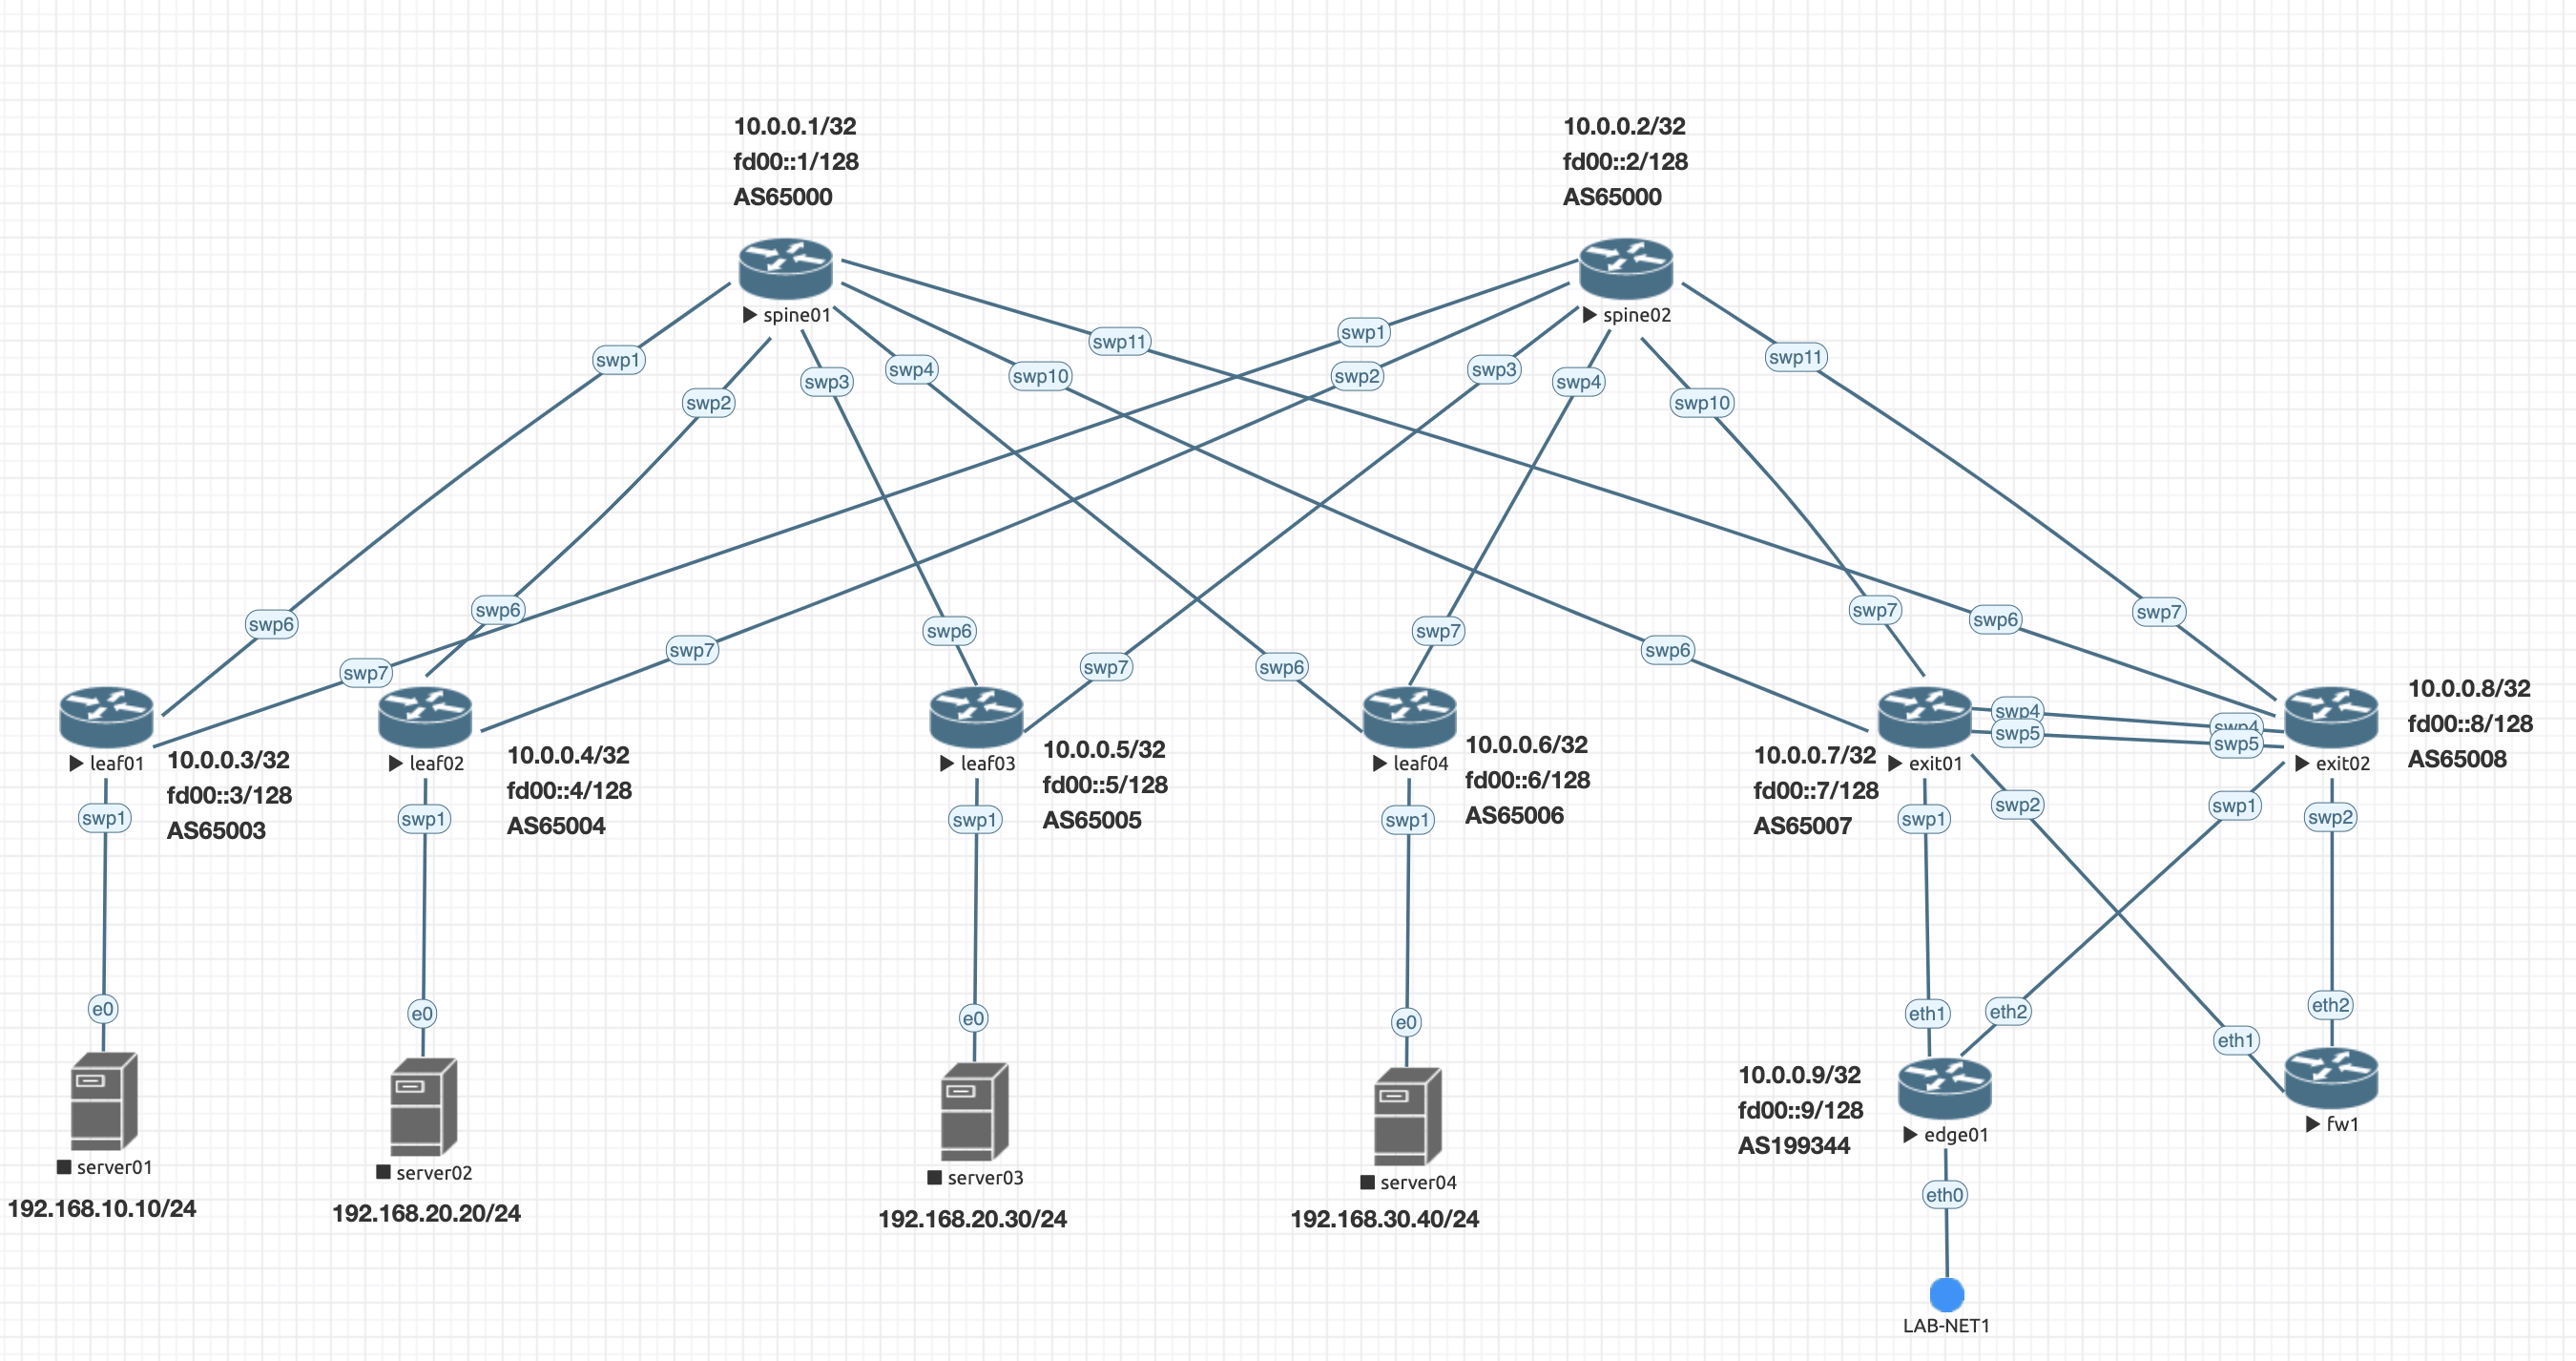 10.0.0.1/32
fd00::1/128
AS65000
10.0.0.2/32
fd00::2/128
AS65000
spine01
spine02
swp1
swp2
swp3
swp4
swp10
swp11
swp1
swp2
swp3
swp4
swp10
swp11
swp6
swp7
swp6
swp7
swp6
swp7
swp6
swp7
swp6
swp7
swp6
swp7
leaf01
10.0.0.3/32
fd00::3/128
AS65003
leaf02
10.0.0.4/32
fd00::4/128
AS65004
leaf03
10.0.0.5/32
fd00::5/128
AS65005
leaf04
10.0.0.6/32
fd00::6/128
AS65006
10.0.0.7/32
fd00::7/128
AS65007
exit01
swp4
swp5
swp4
swp5
exit02
10.0.0.8/32
fd00::8/128
AS65008
swp1
swp1
swp1
swp1
swp1
swp2
swp1
swp2
e0
e0
e0
e0
eth1
eth2
eth1
eth2
server01
192.168.10.10/24
server02
192.168.20.20/24
server03
192.168.20.30/24
server04
192.168.30.40/24
10.0.0.9/32
fd00::9/128
AS199344
edge01
fw1
eth0
LAB-NET1